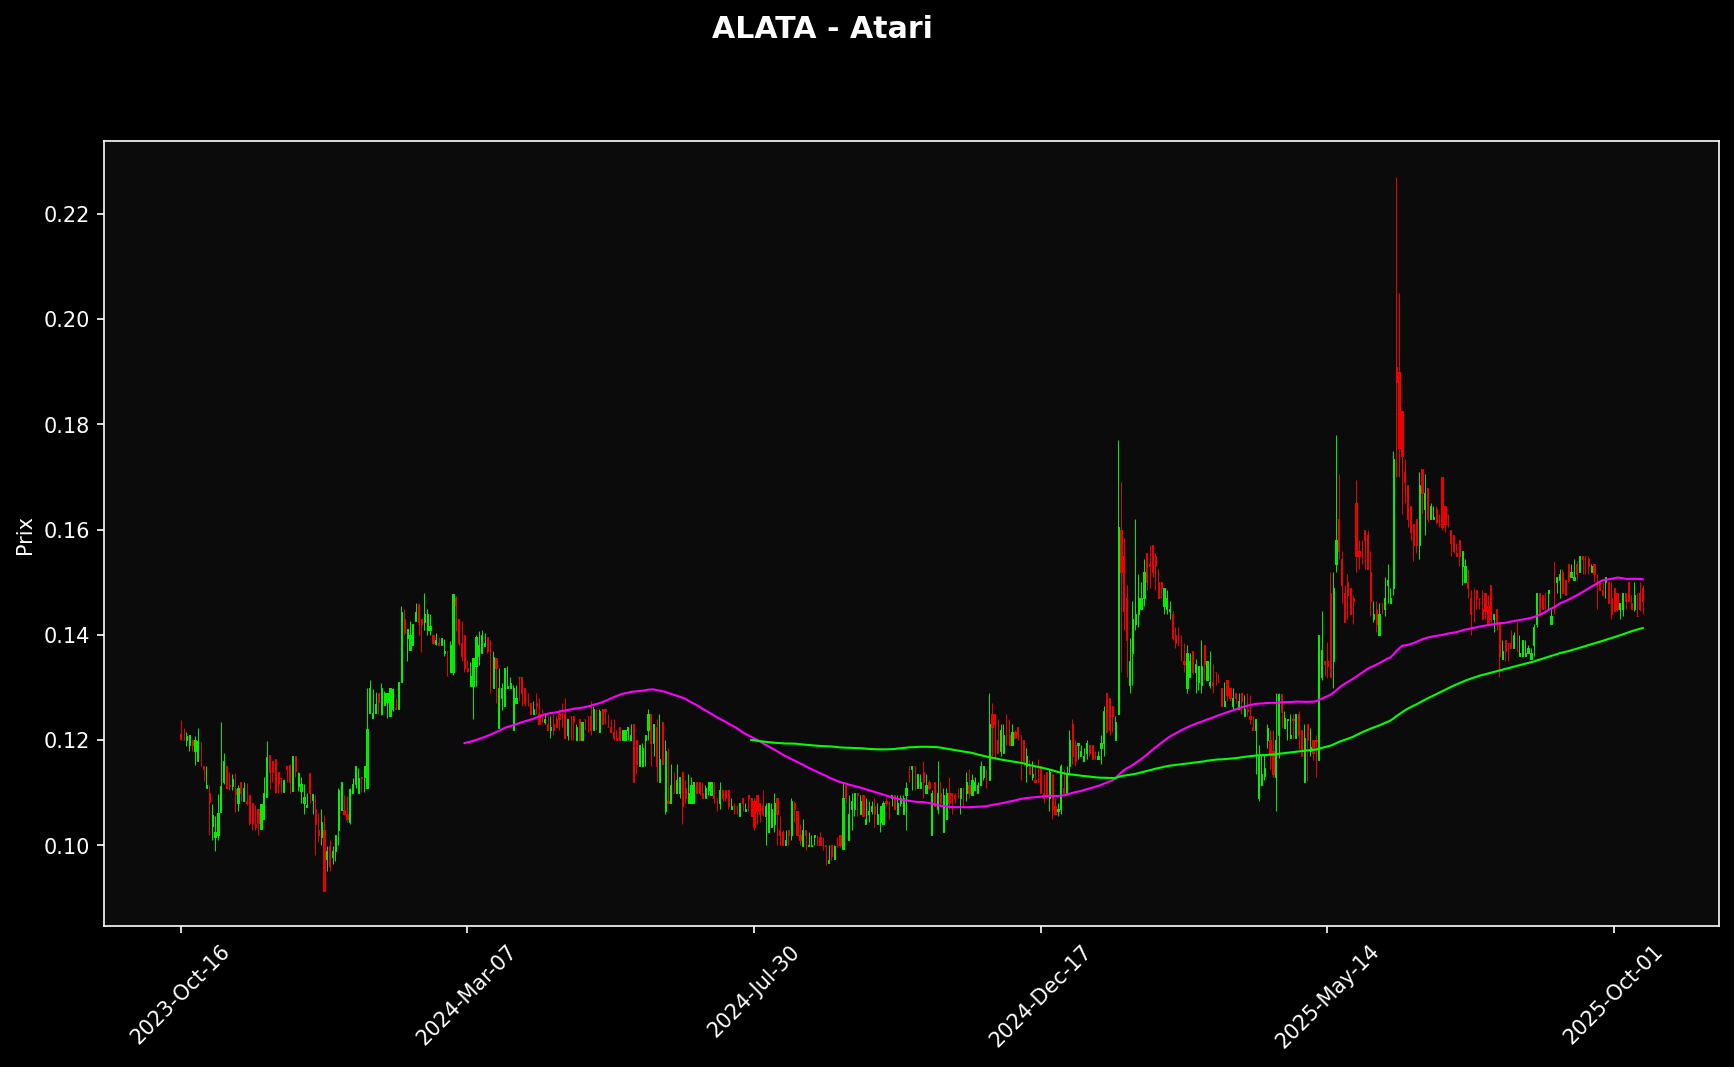 ALATA - Atari
Prix
0.22
0.20
0.18
0.16
0.14
0.12
0.10
2023-Oct-16
2024-Mar-07
2024-Jul-30
2024-Dec-17
2025-May-14
2025-Oct-01